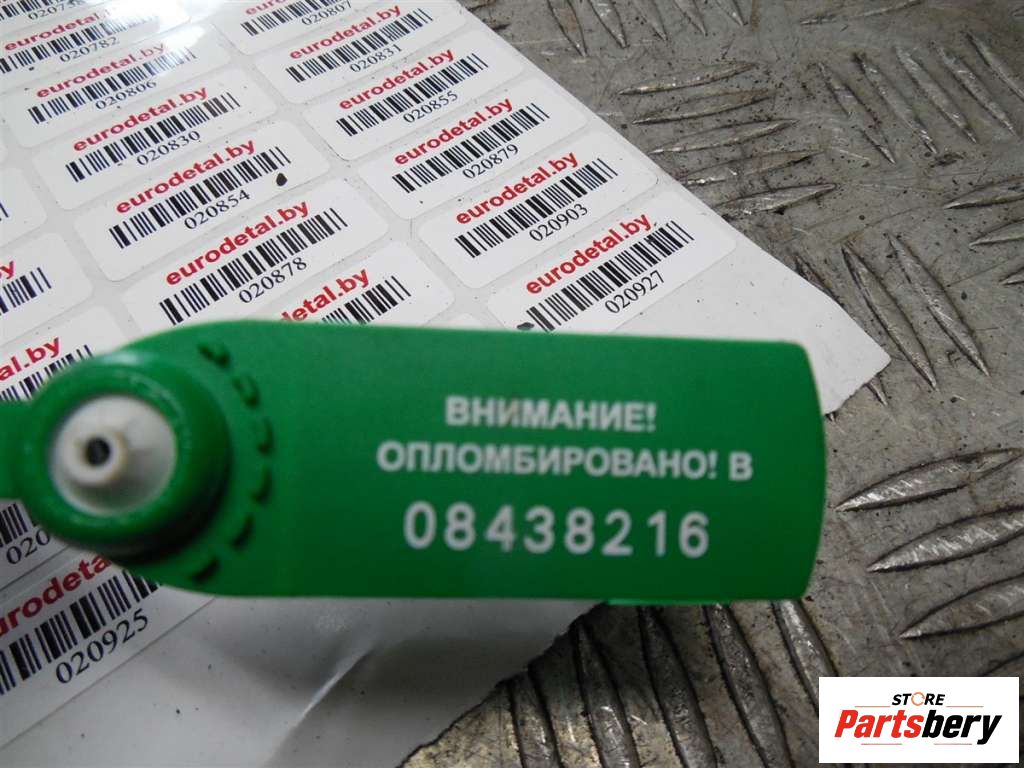 020807
eurodetal.by
020782
eurodetal.by
020831
eurodetal.by
020806
eurodetal.by
020855
eurodetal.by
020830
eurodetal.by
020879
eurodetal.by
020854
eurodetal.by
020903
eurodetal.by
020878
eurodetal.by
020927
eurodetal.by
ВНИМАНИЕ!
ОПЛОМБИРОВАНО! В
08438216
020925
STORE
Partsbery